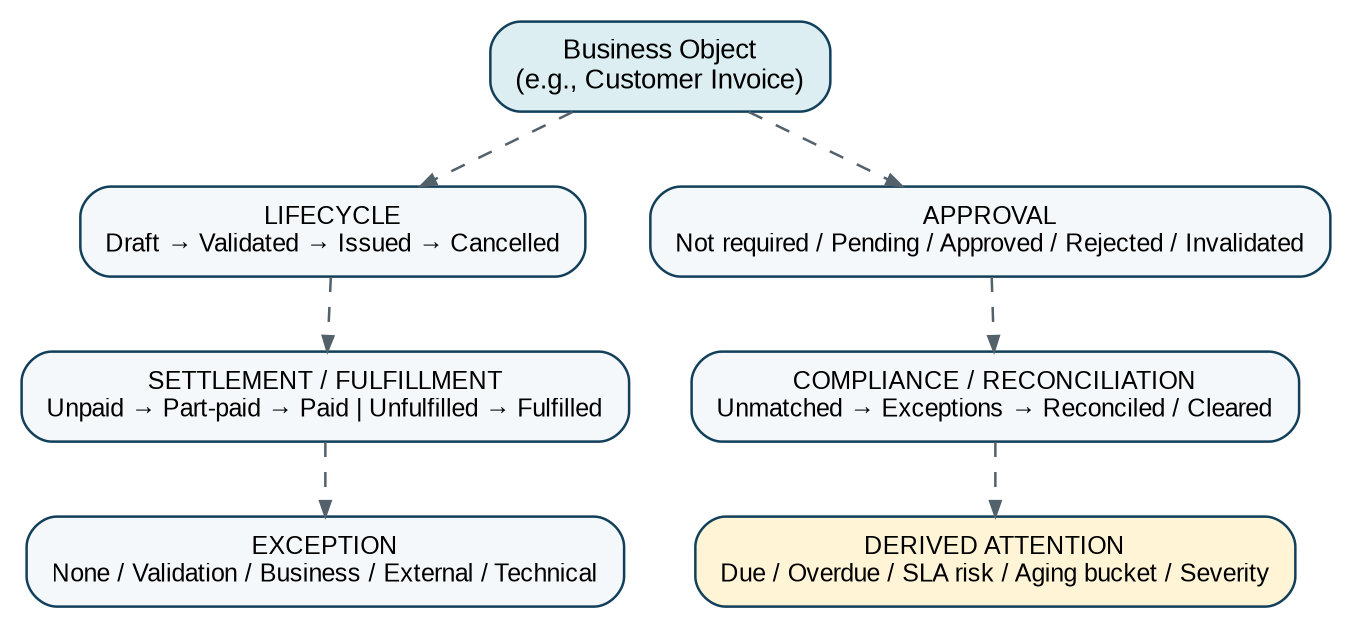 Business Object
(e.g., Customer Invoice)
LIFECYCLE
Draft → Validated → Issued → Cancelled
APPROVAL
Not required / Pending / Approved / Rejected / Invalidated
SETTLEMENT / FULFILLMENT
Unpaid → Part-paid → Paid | Unfulfilled → Fulfilled
COMPLIANCE / RECONCILIATION
Unmatched → Exceptions → Reconciled / Cleared
EXCEPTION
None / Validation / Business / External / Technical
DERIVED ATTENTION
Due / Overdue / SLA risk / Aging bucket / Severity